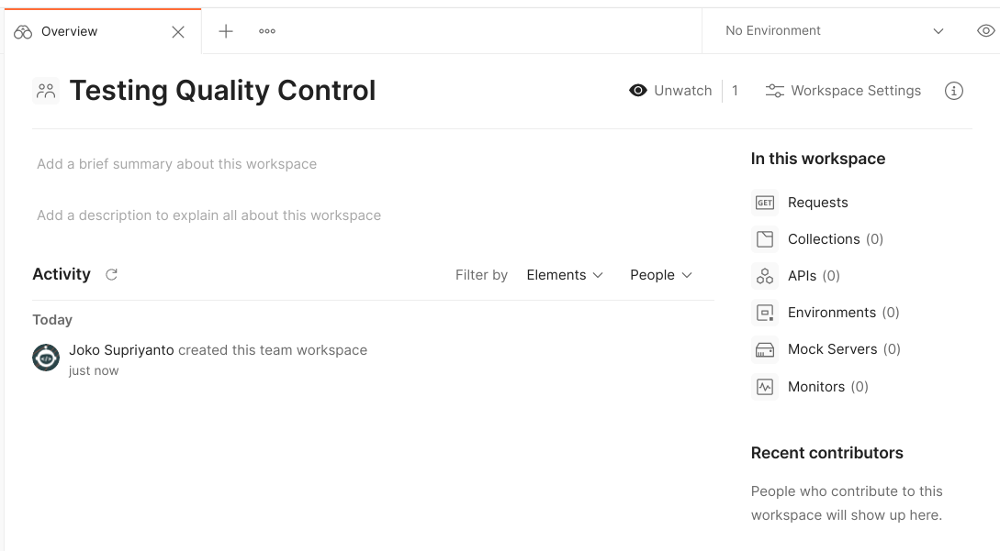 Overview
No Environment
Testing Quality Control
Unwatch 1
Workspace Settings
Add a brief summary about this workspace
Add a description to explain all about this workspace
Activity
Filter by Elements People
Today
Joko Supriyanto created this team workspace
just now
In this workspace
GET Requests
Collections (0)
APIs (0)
Environments (0)
Mock Servers (0)
Monitors (0)
Recent contributors
People who contribute to this
workspace will show up here.